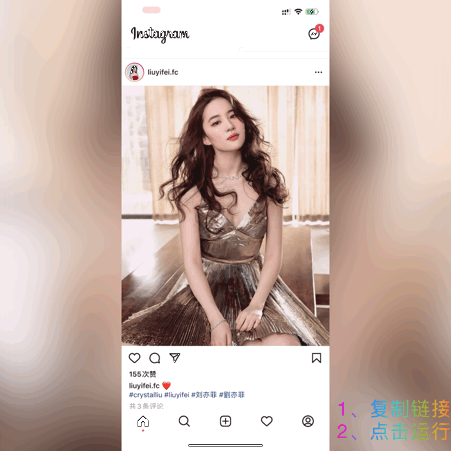 Instagram
1
liuyifei.fc
155次赞
liuyifei.fc ❤️
#crystalliu #liuyifei #刘亦菲 #劉亦菲
共3条评论
1、复制链接
2、点击运行